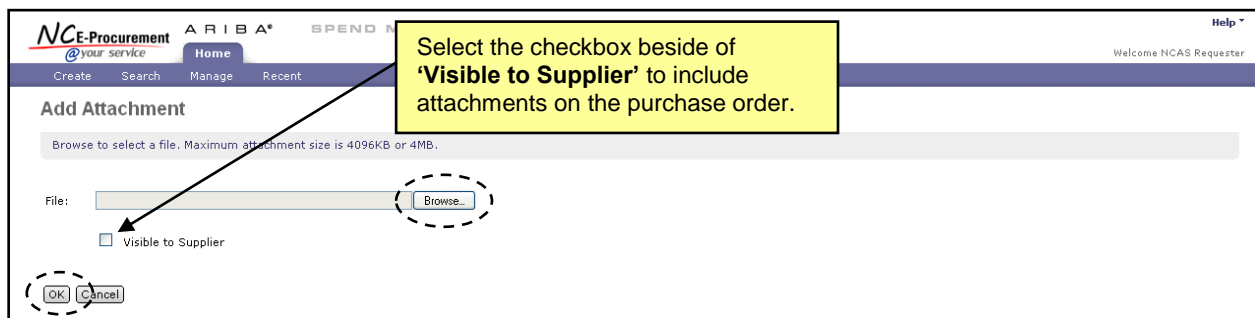 NCE-Procurement
@your service
ARIBA®
SPEND M
Help
Home
Welcome NCAS Requester
Create Search Manage Recent
Select the checkbox beside of
‘Visible to Supplier’ to include
attachments on the purchase order.
Add Attachment
Browse to select a file. Maximum attachment size is 4096KB or 4MB.
File:
Browse...
Visible to Supplier
OK Cancel